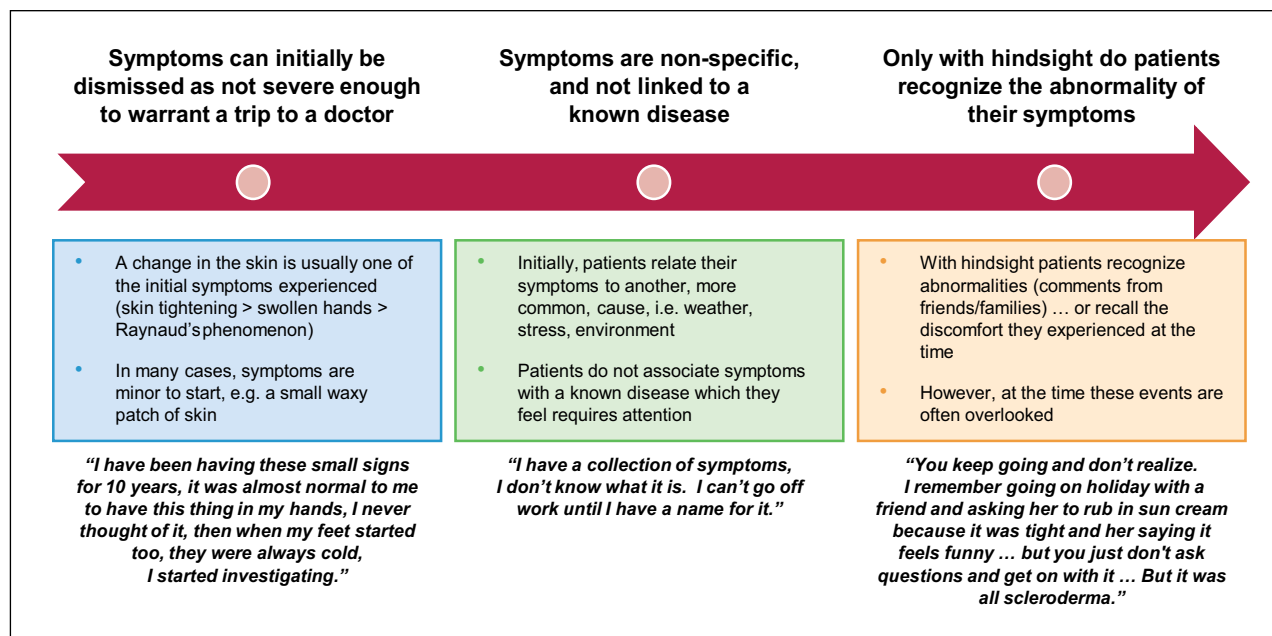 Symptoms can initially be
dismissed as not severe enough
to warrant a trip to a doctor
Symptoms are non-specific,
and not linked to a
known disease
Only with hindsight do patients
recognize the abnormality of
their symptoms
• A change in the skin is usually one of
the initial symptoms experienced
(skin tightening > swollen hands >
Raynaud's phenomenon)
• In many cases, symptoms are
minor to start, e.g. a small waxy
patch of skin
• Initially, patients relate their
symptoms to another, more
common, cause, i.e. weather,
stress, environment
• Patients do not associate symptoms
with a known disease which they
feel requires attention
• With hindsight patients recognize
abnormalities (comments from
friends/families) … or recall the
discomfort they experienced at the
time
• However, at the time these events are
often overlooked
“I have been having these small signs
for 10 years, it was almost normal to me
to have this thing in my hands, I never
thought of it, then when my feet started
too, they were always cold,
I started investigating.”
“I have a collection of symptoms,
I don’t know what it is. I can’t go off
work until I have a name for it.”
“You keep going and don’t realize.
I remember going on holiday with a
friend and asking her to rub in sun cream
because it was tight and her saying it
feels funny … but you just don't ask
questions and get on with it … But it was
all scleroderma.”